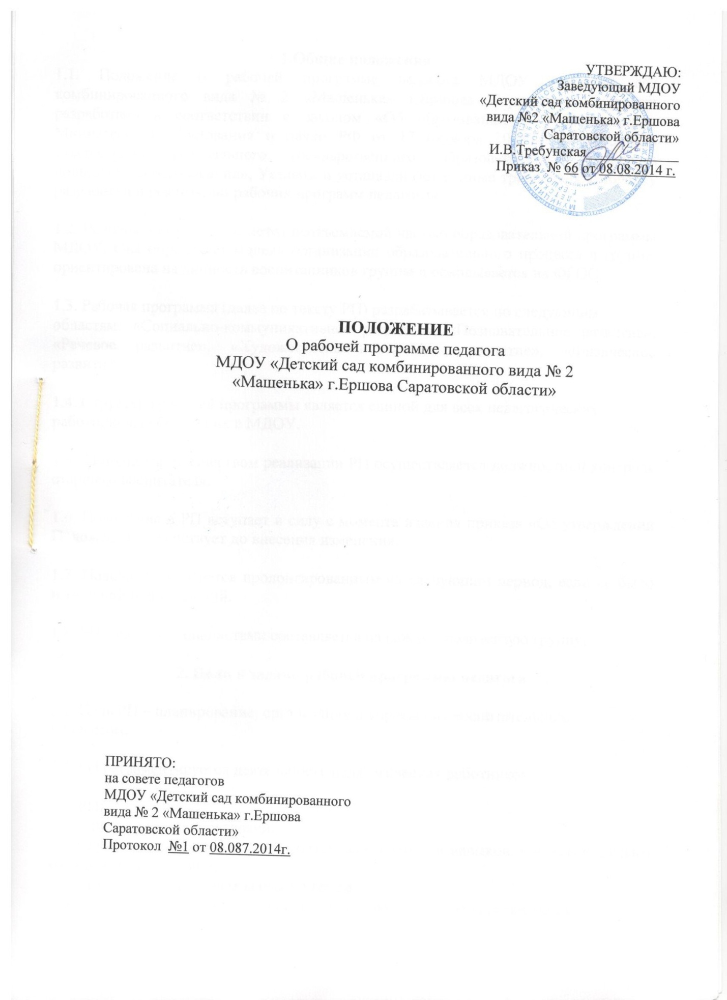 УТВЕРЖДАЮ:
Заведующий МДОУ
«Детский сад комбинированного
вида №2 «Машенька» г.Ершова
Саратовской области»
И.В.Требунская
Приказ № 66 от 08.08.2014 г.
ПОЛОЖЕНИЕ
О рабочей программе педагога
МДОУ «Детский сад комбинированного вида № 2
«Машенька» г.Ершова Саратовской области»
ПРИНЯТО:
на совете педагогов
МДОУ «Детский сад комбинированного
вида № 2 «Машенька» г.Ершова
Саратовской области»
Протокол №1 от 08.087.2014г.